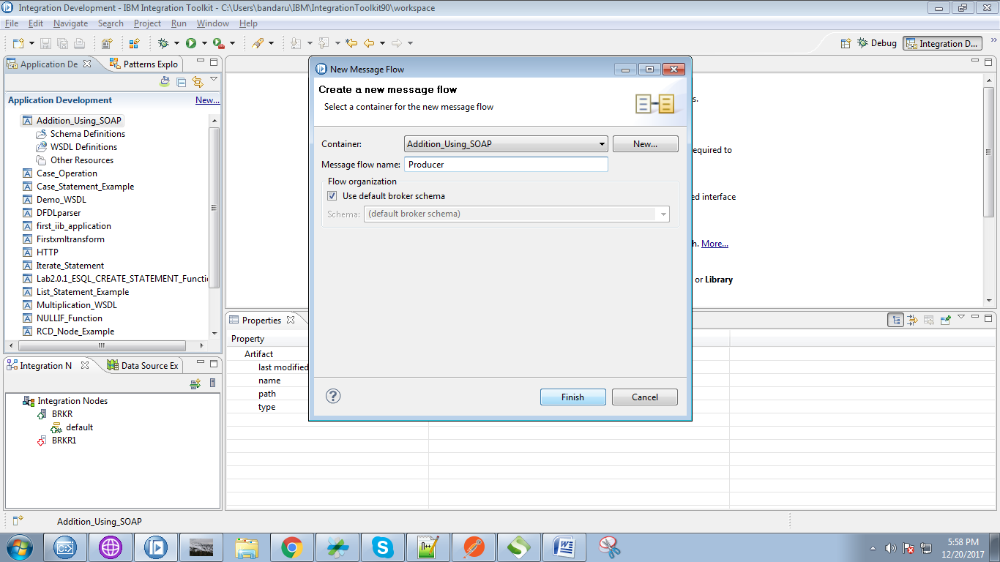 Integration Development - IBM Integration Toolkit - C:\Users\bandaru\IBM\IntegrationToolkit90\workspace
File Edit Navigate Search Project Run Window Help
Debug Integration D... »
Application De Patterns Explo
Application Development New...
Addition_Using_SOAP
Schema Definitions
WSDL Definitions
Other Resources
Case_Operation
Case_Statement_Example
Demo_WSDL
DFDLparser
first_iib_application
Firstxmltransform
HTTP
Iterate_Statement
Lab2.0.1_ESQL_CREATE_STATEMENT_Functi
List_Statement_Example
Multiplication_WSDL
NULLIF_Function
RCD_Node_Example
Integration N Data Source Ex
Integration Nodes
BRKR
default
BRKR1
New Message Flow
Create a new message flow
Select a container for the new message flow
Container: Addition_Using_SOAP New...
Message flow name: Producer
Flow organization
Use default broker schema
Schema: (default broker schema)
Finish Cancel
s.
equired to
ed interface
h. More...
or Library
Properties
Property
Artifact
last modified
name
path
type
Addition_Using_SOAP
C:\
n++
W
5:58 PM
12/20/2017